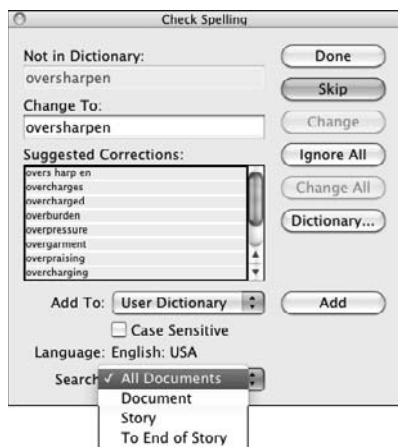 Check Spelling
Not in Dictionary:
oversharpen
Change To:
oversharpen
Suggested Corrections:
overs harp en
overcharges
overcharged
overburden
overpressure
overgarment
overpraising
overcharging
Done
Skip
Change
Ignore All
Change All
Dictionary...
Add To: User Dictionary
Add
Case Sensitive
Language: English: USA
Search ✓ All Documents
Document
Story
To End of Story